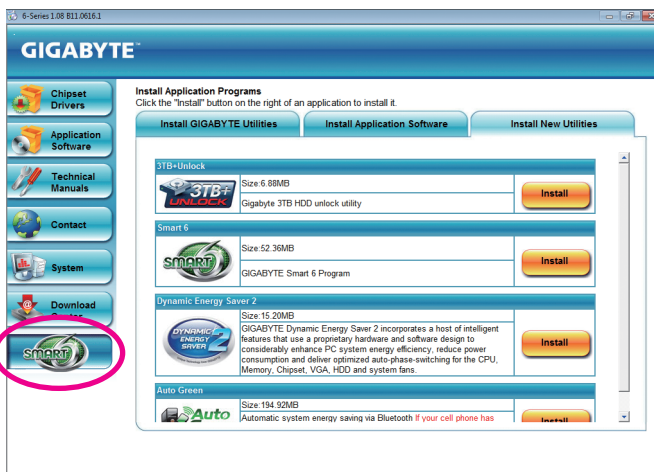 6-Series 1.08 B11.0616.1
GIGABYTE™
Chipset
Drivers
Application
Software
Technical
Manuals
Contact
System
Download
SMART 6
Install Application Programs
Click the "Install" button on the right of an application to install it.
Install GIGABYTE Utilities
Install Application Software
Install New Utilities
3TB+Unlock
3TB+
UNLOCK
Size:6.88MB
Gigabyte 3TB HDD unlock utility
Install
Smart 6
SMART 6
Size:52.36MB
GIGABYTE Smart 6 Program
Install
Dynamic Energy Saver 2
DYNAMIC
ENERGY
SAVER
2
Size:15.20MB
GIGABYTE Dynamic Energy Saver 2 incorporates a host of intelligent
features that use a proprietary hardware and software design to
considerably enhance PC system energy efficiency, reduce power
consumption and deliver optimized auto-phase-switching for the CPU,
Memory, Chipset, VGA, HDD and system fans.
Install
Auto Green
Auto
Size:194.92MB
Automatic system energy saving via Bluetooth If your cell phone has
Install